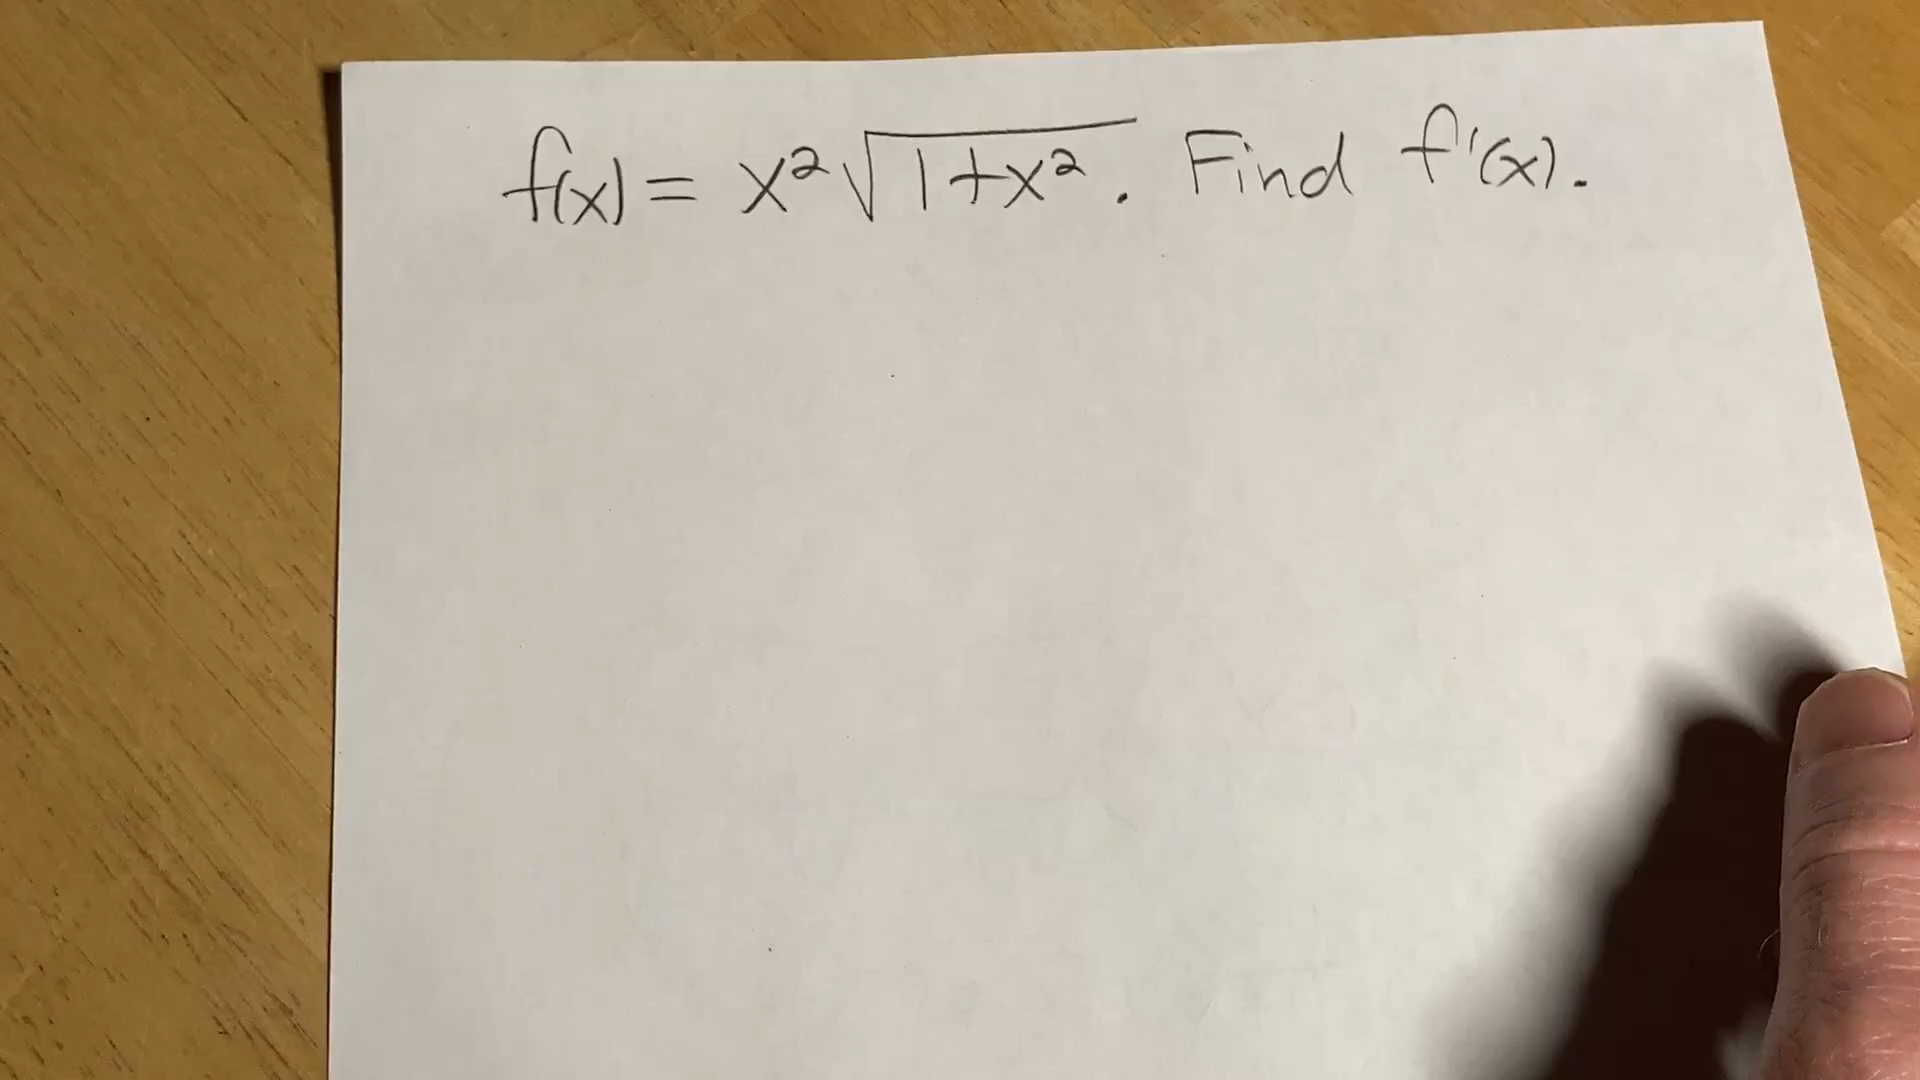 f(x) = x²√(1+x²). Find f'(x).